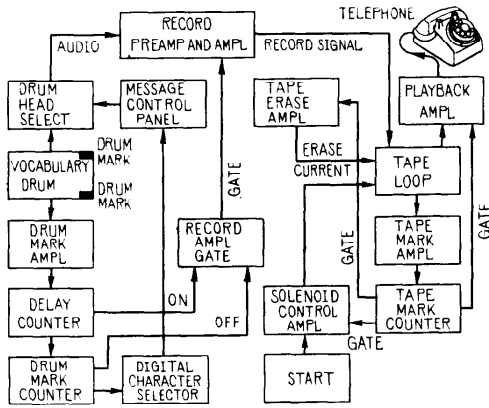 TELEPHONE
RECORD
PREAMP AND AMPL
AUDIO
RECORD SIGNAL
DRUM
HEAD
SELECT
MESSAGE
CONTROL
PANEL
TAPE
ERASE
AMPL
PLAYBACK
AMPL
VOCABULARY
DRUM
DRUM
MARK
DRUM
MARK
GATE
ERASE
CURRENT
TAPE
LOOP
DRUM
MARK
AMPL
RECORD
AMPL
GATE
GATE
TAPE
MARK
AMPL
GATE
DELAY
COUNTER
ON
OFF
SOLENOID
CONTROL
AMPL
TAPE
MARK
COUNTER
GATE
DRUM
MARK
COUNTER
DIGITAL
CHARACTER
SELECTOR
START